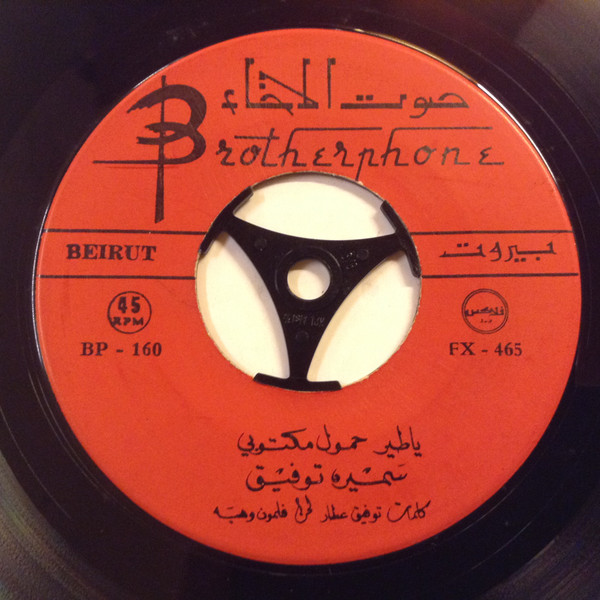 صوت الاخاء
Brotherphone
BEIRUT
بيروت
45
RPM
BP - 160
FX - 465
ياطير حمول مكتوبي
سميره توفيق
كلمات توفيق عطار لحن فلمون وهبه